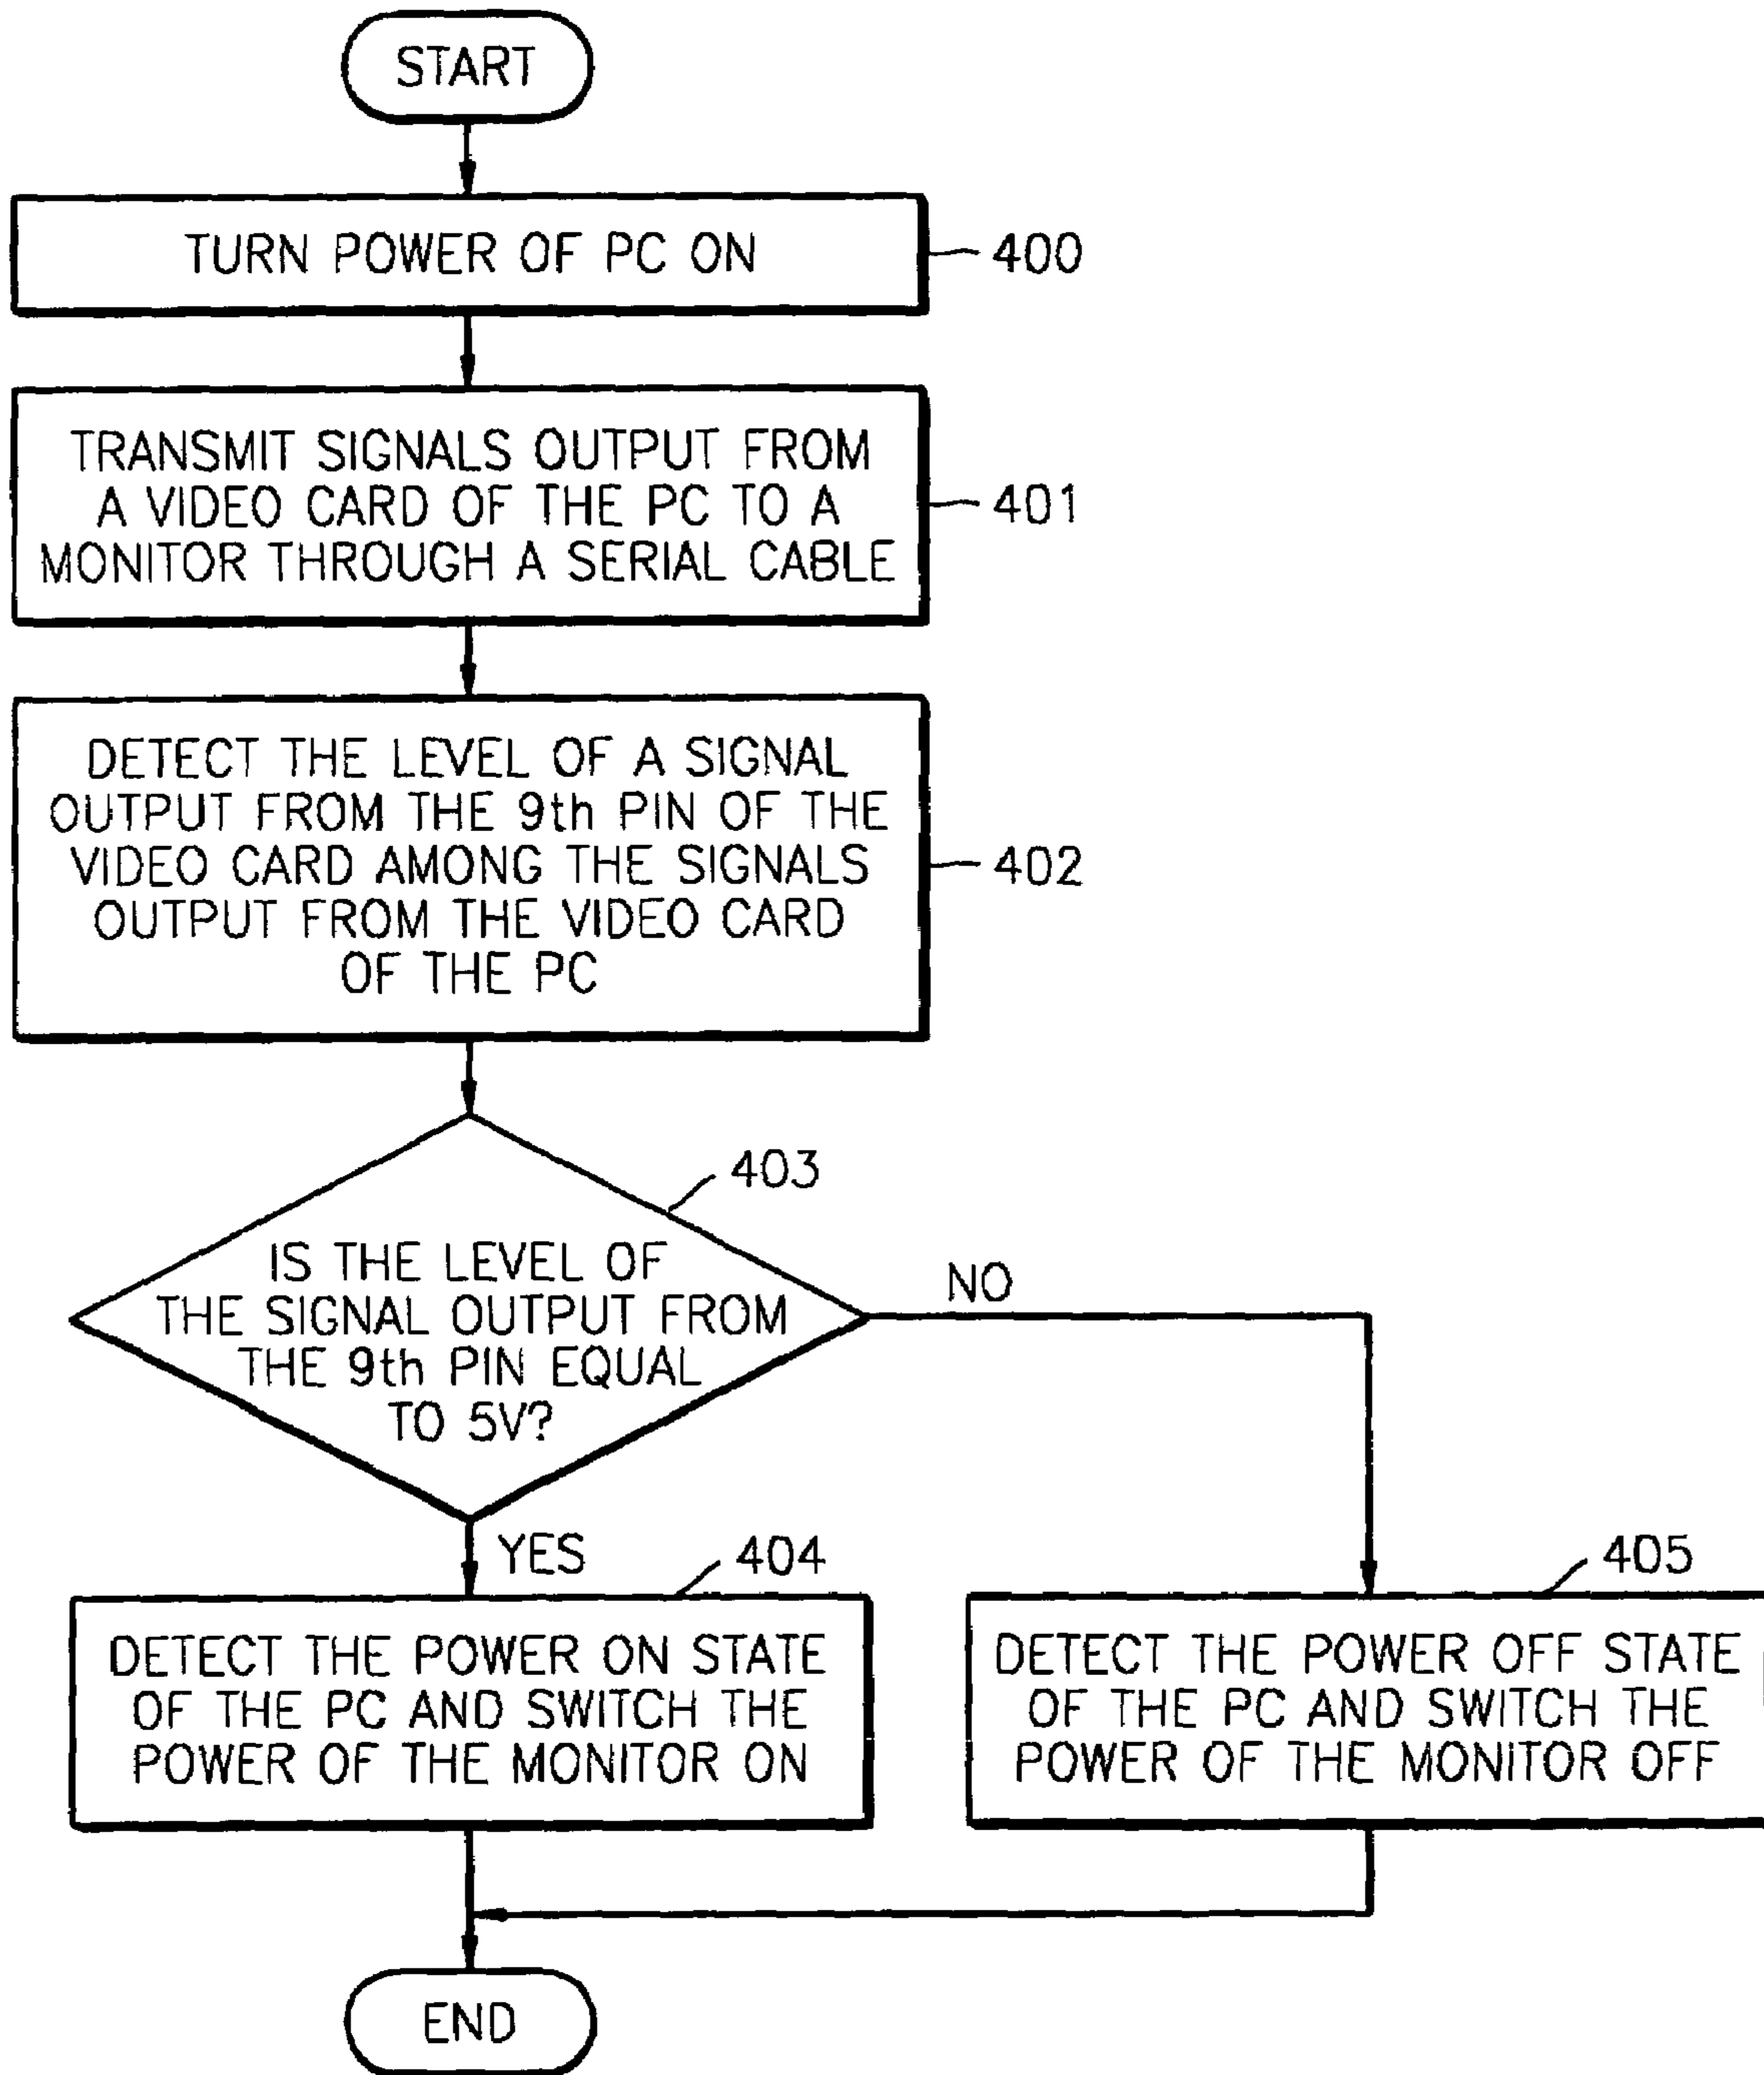 START
TURN POWER OF PC ON
400
TRANSMIT SIGNALS OUTPUT FROM
A VIDEO CARD OF THE PC TO A
MONITOR THROUGH A SERIAL CABLE
401
DETECT THE LEVEL OF A SIGNAL
OUTPUT FROM THE 9th PIN OF THE
VIDEO CARD AMONG THE SIGNALS
OUTPUT FROM THE VIDEO CARD
OF THE PC
402
403
IS THE LEVEL OF
THE SIGNAL OUTPUT FROM
THE 9th PIN EQUAL
TO 5V?
NO
YES
404
DETECT THE POWER ON STATE
OF THE PC AND SWITCH THE
POWER OF THE MONITOR ON
405
DETECT THE POWER OFF STATE
OF THE PC AND SWITCH THE
POWER OF THE MONITOR OFF
END